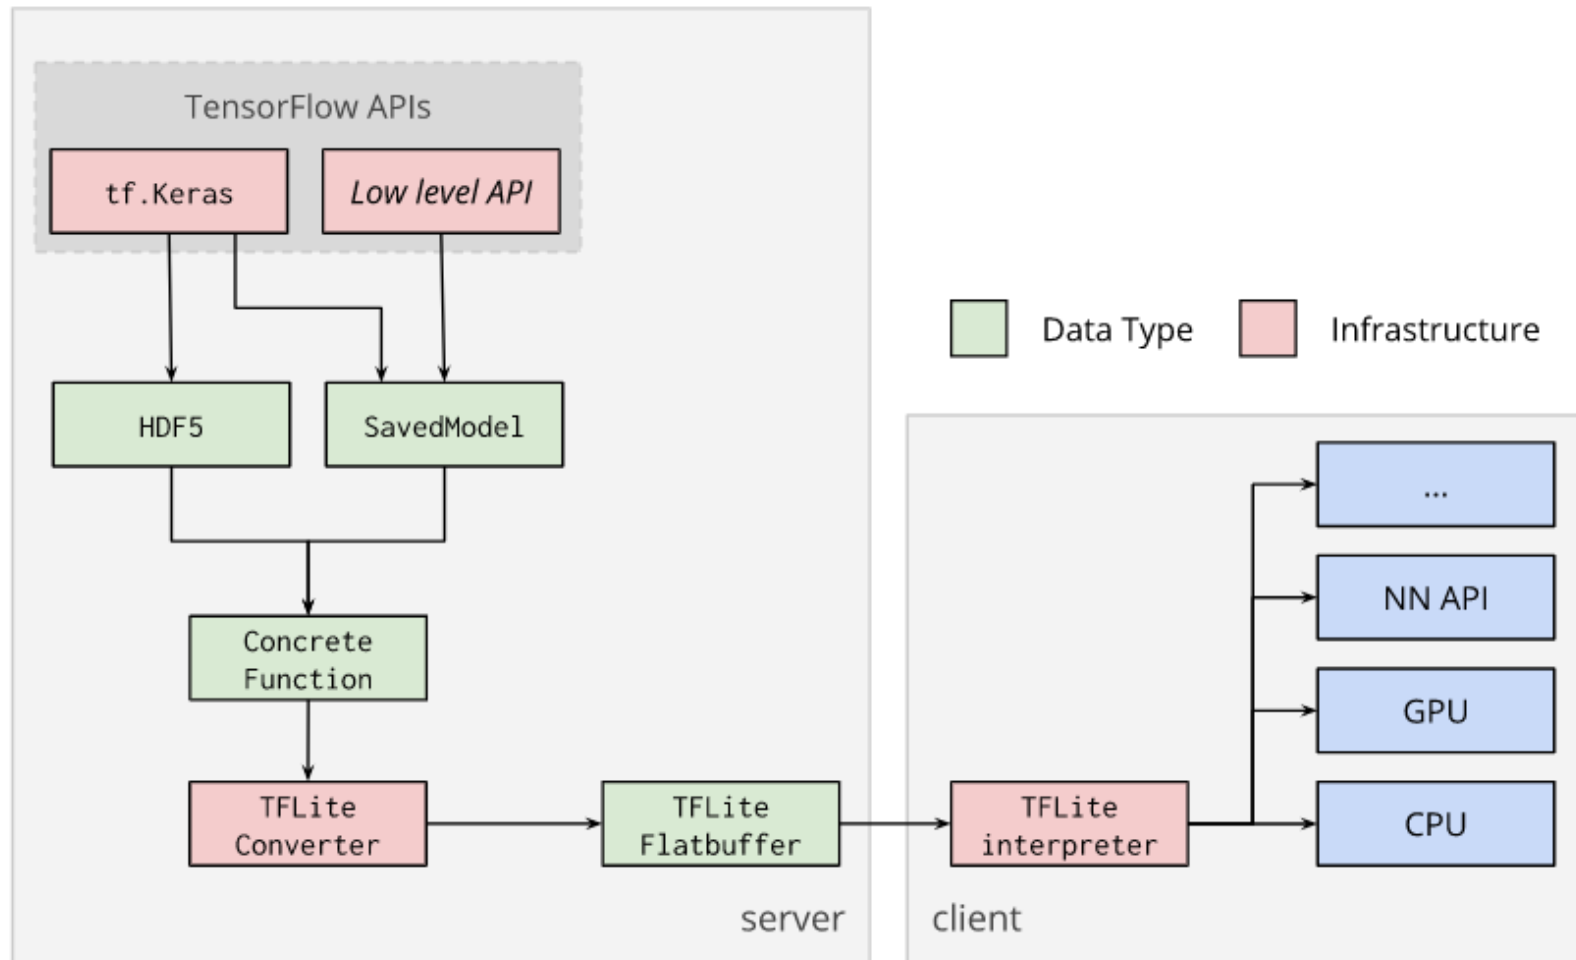 TensorFlow APIs
tf.Keras
Low level API
HDF5
SavedModel
Concrete
Function
TFLite
Converter
TFLite
Flatbuffer
server
Data Type
Infrastructure
...
NN API
GPU
CPU
TFLite
interpreter
client